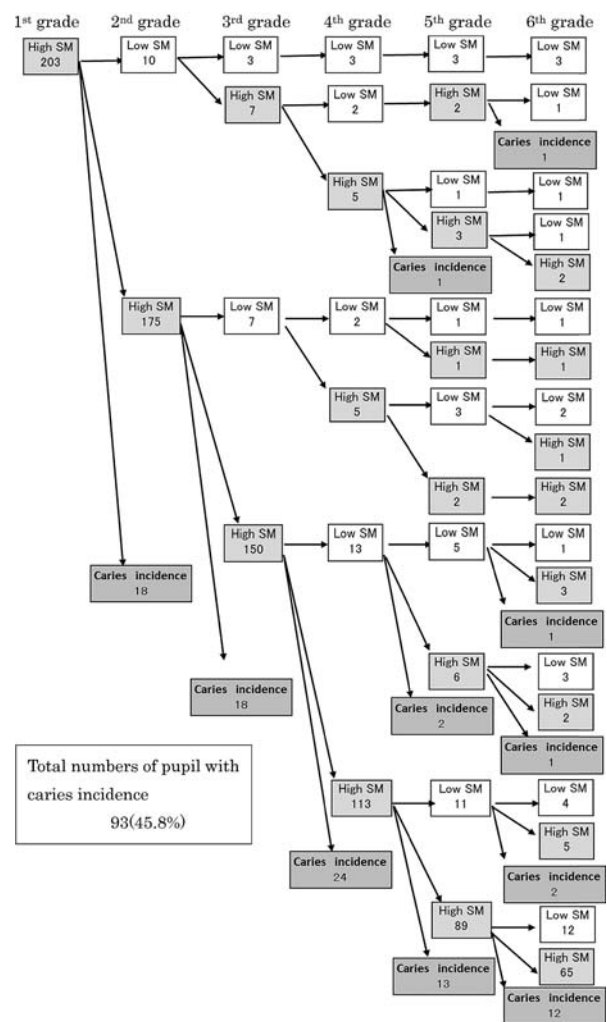 1st grade 2nd grade 3rd grade 4th grade 5th grade 6th grade
High SM Low SM Low SM Low SM Low SM Low SM
203 10 3 3 3 3
High SM Low SM High SM Low SM
7 2 2 1
Caries incidence
1
High SM Low SM Low SM
5 1 1
High SM Low SM
3 1
Caries incidence High SM
1 2
High SM Low SM Low SM Low SM Low SM
175 7 2 1 1
High SM High SM
1 1
High SM Low SM Low SM
5 3 2
High SM
1
High SM High SM
2 2
High SM Low SM Low SM Low SM
150 13 5 1
Caries incidence High SM
18 3
Caries incidence
1
High SM Low SM
6 3
Caries incidence Caries incidence High SM
18 2 2
Caries incidence
1
Total numbers of pupil with
caries incidence
93(45.8%)
High SM Low SM Low SM
113 11 4
High SM
5
Caries incidence Caries incidence
24 2
High SM Low SM
89 12
Caries incidence High SM
13 65
Caries incidence
12